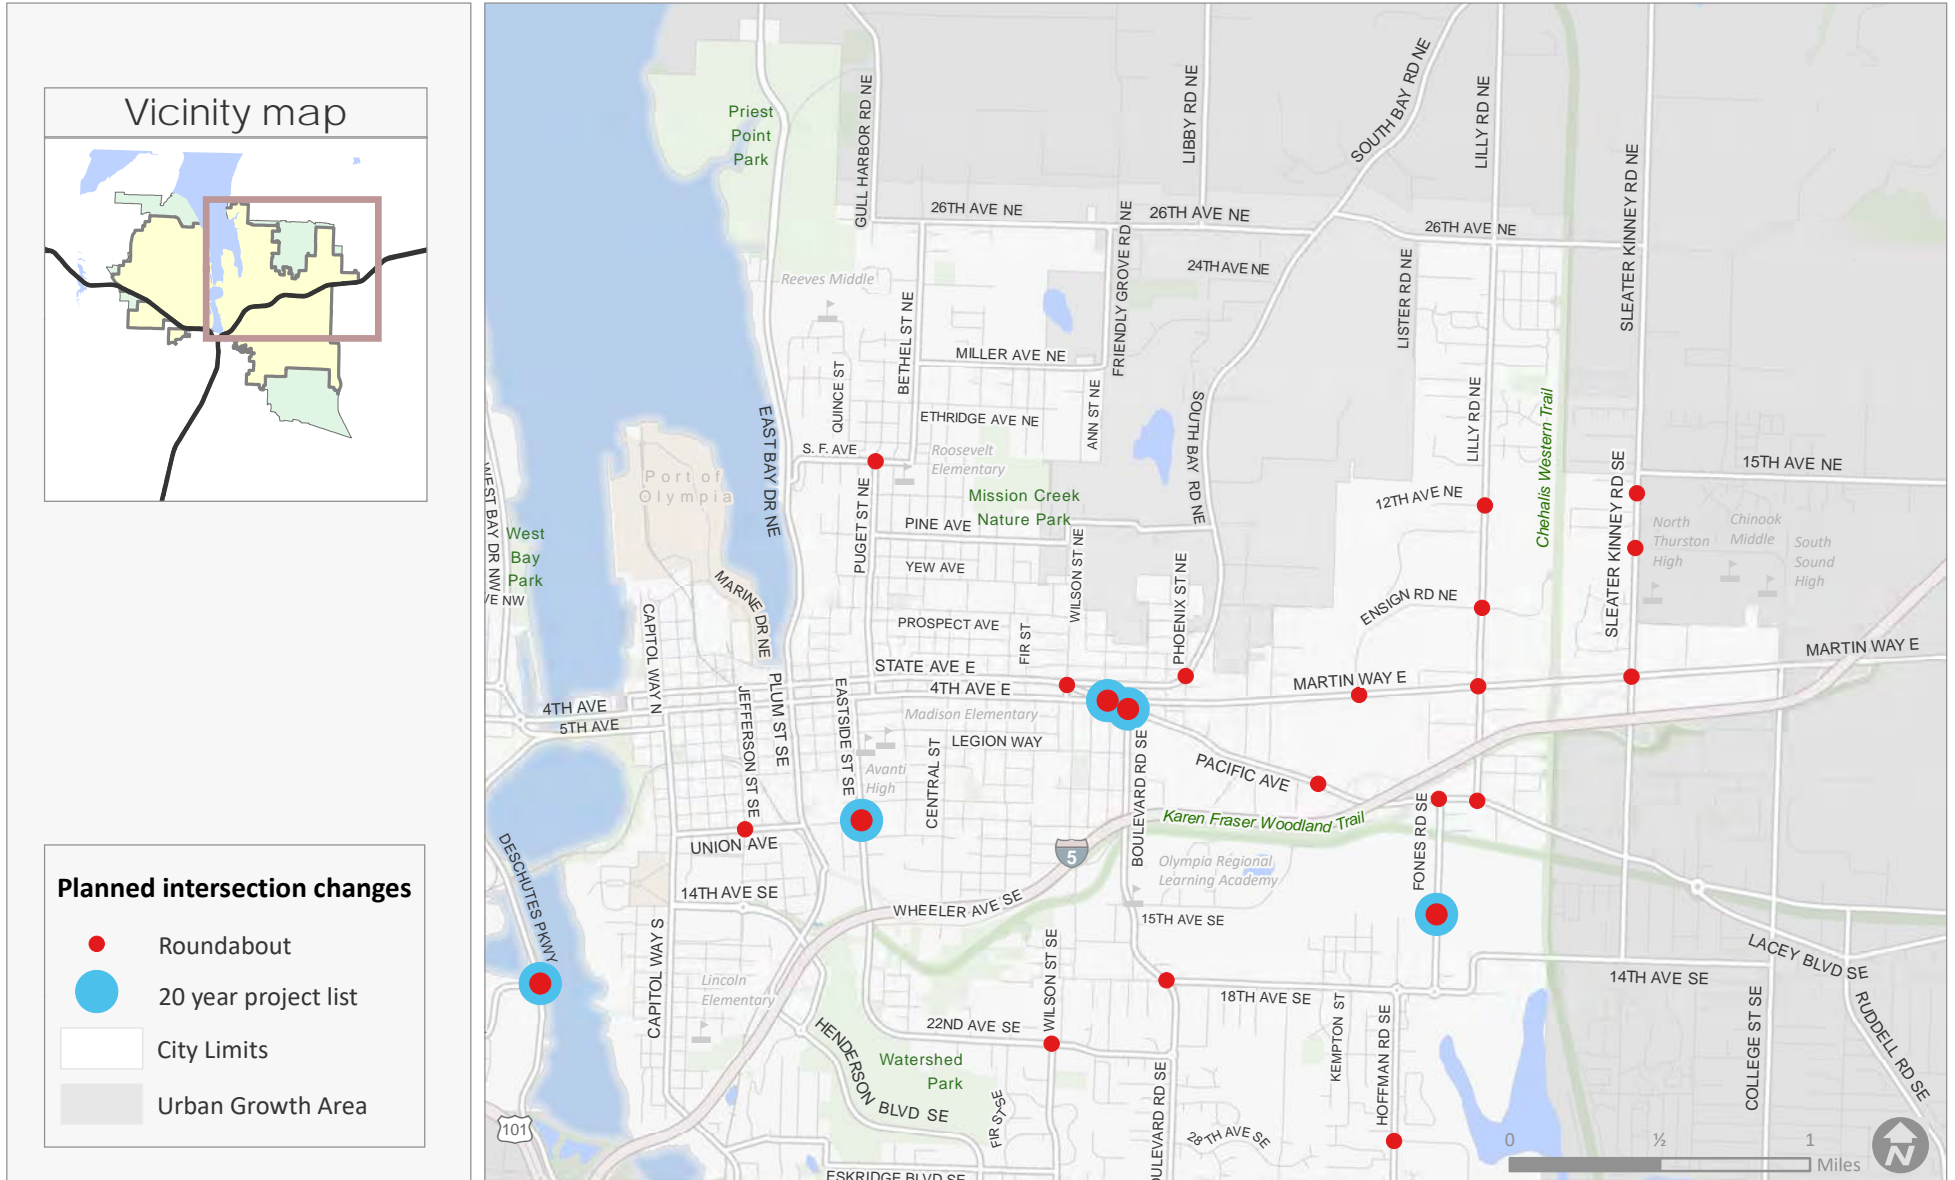 Vicinity map
Planned intersection changes
Roundabout
20 year project list
City Limits
Urban Growth Area
Priest
Point
Park
GULL HARBOR RD NE
LIBBY RD NE
SOUTH BAY RD NE
LILLY RD NE
SLEATER KINNEY RD NE
26TH AVE NE
26TH AVE NE
26TH AVE NE
FRIENDLY GROVE RD NE
24TH AVE NE
LISTER RD NE
Reeves Middle
BETHEL ST NE
MILLER AVE NE
QUINCE ST
ETHRIDGE AVE NE
ANN ST NE
SOUTH BAY RD NE
LILLY RD NE
Chehalis Western Trail
EAST BAY DR NE
S. F. AVE
Roosevelt
Elementary
Port of
Olympia
Mission Creek
Nature Park
15TH AVE NE
12TH AVE NE
SLEATER KINNEY RD SE
WEST BAY DR NW
West
Bay
Park
PUGET ST NE
PINE AVE
YEW AVE
WILSON ST NE
PHOENIX ST NE
North
Thurston
High
Chinook
Middle
South
Sound
High
VE NW
MARINE DR NE
CAPITOL WAY N
PROSPECT AVE
FIR ST
ENSIGN RD NE
STATE AVE E
4TH AVE E
MARTIN WAY E
MARTIN WAY E
4TH AVE
5TH AVE
JEFFERSON ST SE
PLUM ST SE
EASTSIDE ST SE
Madison Elementary
LEGION WAY
Avanti
High
CENTRAL ST
BOULEVARD RD SE
PACIFIC AVE
Karen Fraser Woodland Trail
FONES RD SE
UNION AVE
5
DESCHUTES PKWY
Olympia Regional
Learning Academy
14TH AVE SE
WHEELER AVE SE
15TH AVE SE
CAPITOL WAY S
Lincoln
Elementary
WILSON ST SE
LACEY BLVD SE
14TH AVE SE
18TH AVE SE
22ND AVE SE
HENDERSON BLVD SE
Watershed
Park
KEMPTON ST
HOFFMAN RD SE
COLLEGE ST SE
RUDDELL RD SE
FIR ST SE
OULEVARD RD SE
28TH AVE SE
101
ESKRIDGE BLVD SE
0 ½ 1
Miles
N